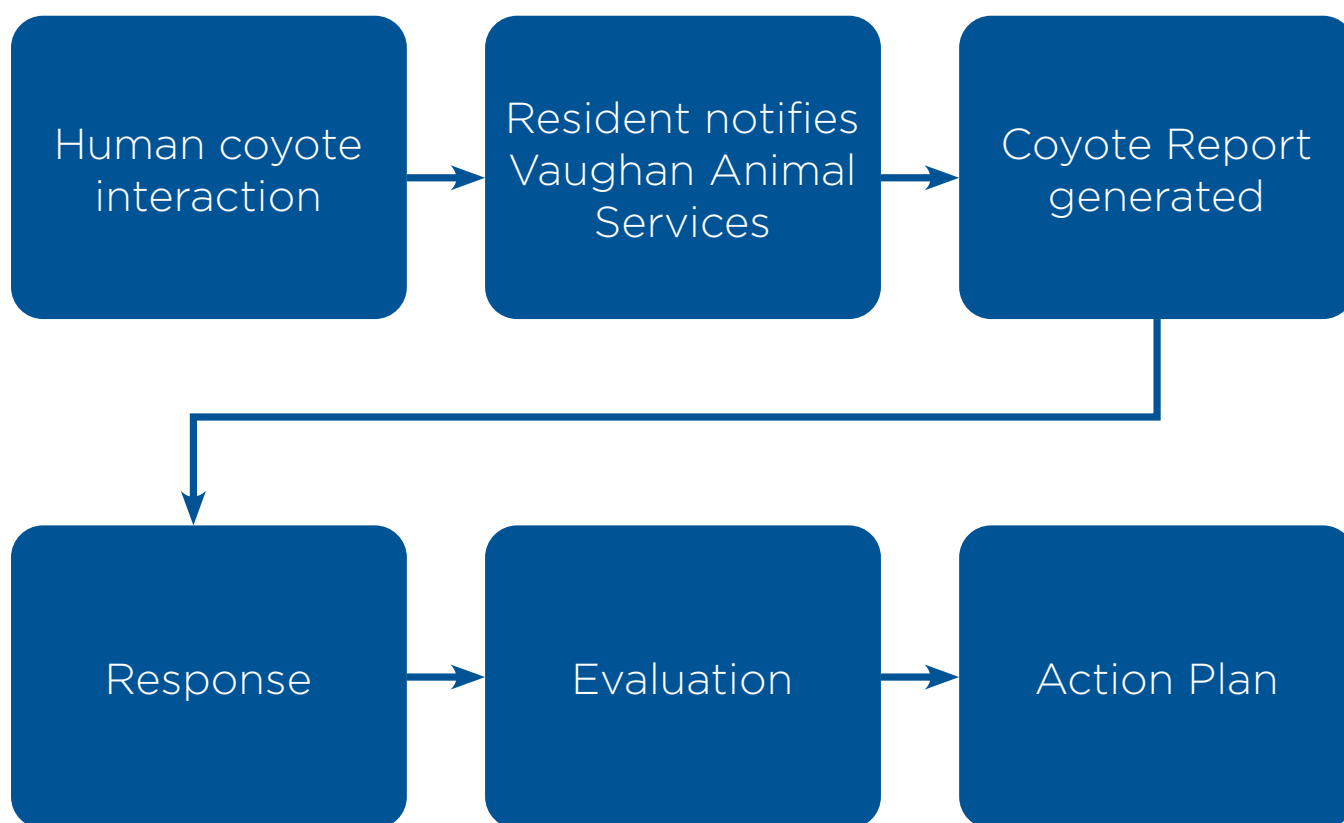 Human coyote
interaction
Resident notifies
Vaughan Animal
Services
Coyote Report
generated
Response
Evaluation
Action Plan